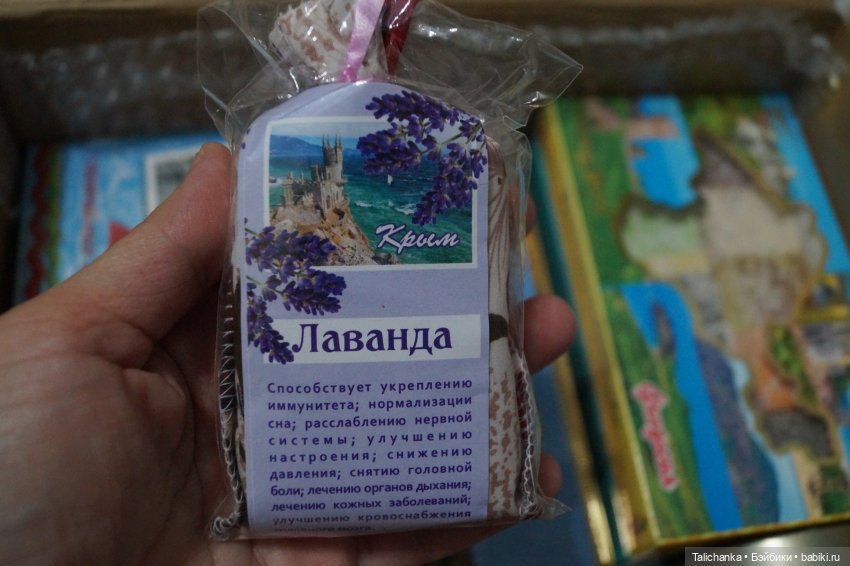 Крым
Лаванда
Способствует укреплению
иммунитета; нормализации
сна; расслаблению нервной
системы; улучшению
настроения; снижению
давления; снятию головной
боли; лечению органов дыхания;
лечению кожных заболеваний;
улучшению кровоснабжения
Talichanka • Бэйбики • babiki.ru